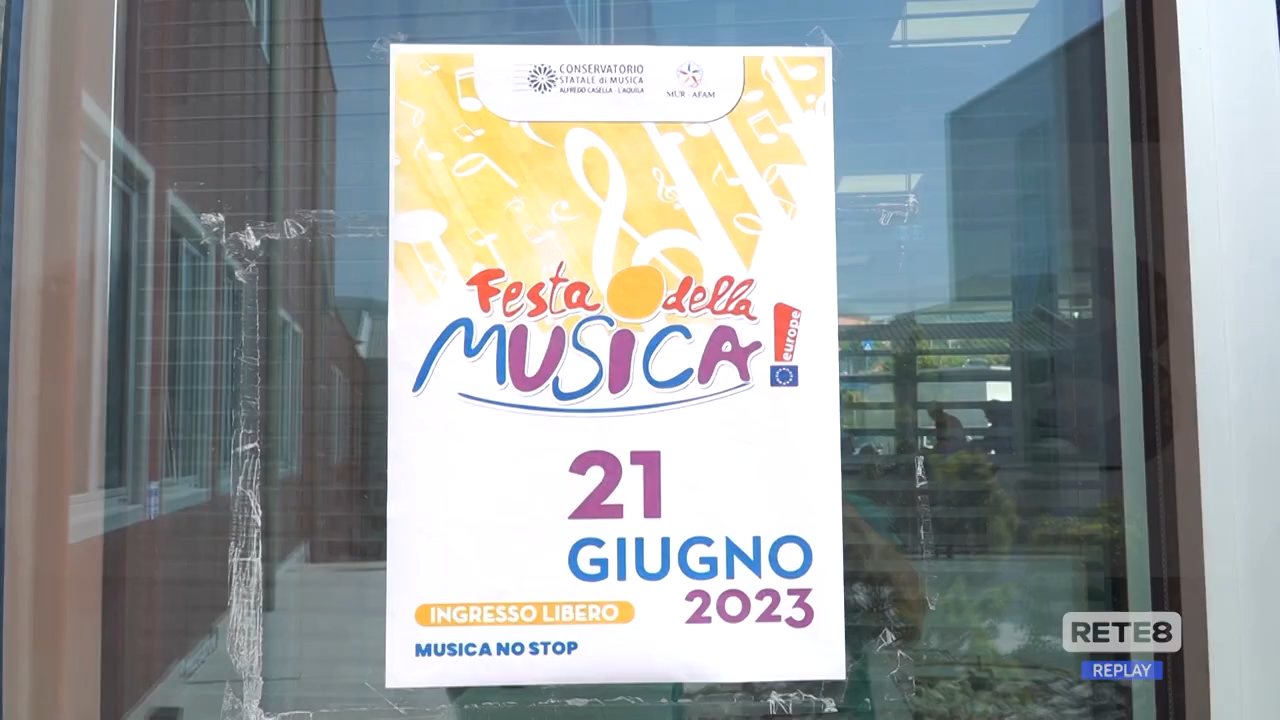 CONSERVATORIO
STATALE di MUSICA
ALFREDO CASELLA - L'AQUILA
MUR - AFAM
Festa della
MUSICA!
europe
21
GIUGNO
2023
INGRESSO LIBERO
MUSICA NO STOP
RETE8
REPLAY